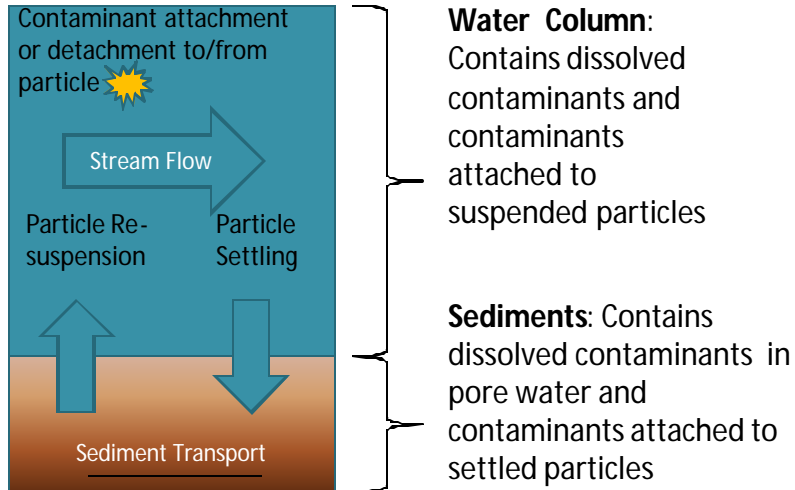 Contaminant attachment
or detachment to/from
particle
Stream Flow
Particle Re-
suspension
Particle
Settling
Sediment Transport
Water Column:
Contains dissolved
contaminants and
contaminants
attached to
suspended particles
Sediments: Contains
dissolved contaminants in
pore water and
contaminants attached to
settled particles